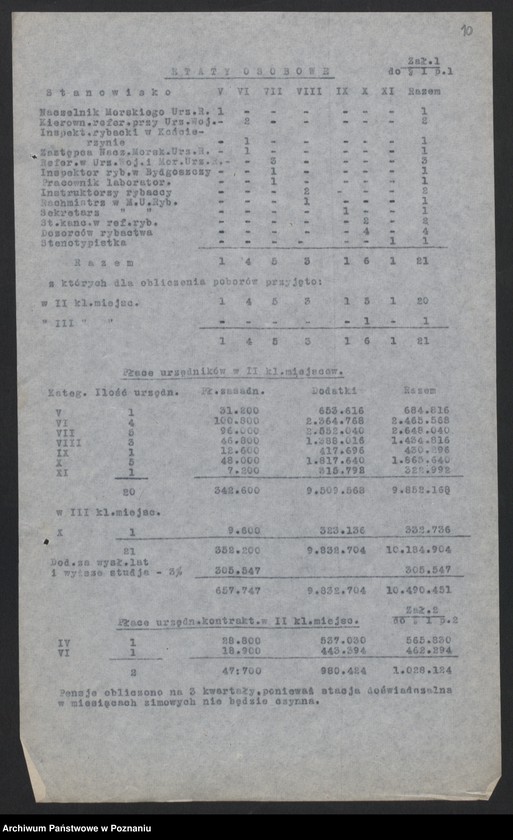 10
Zał.1
ETATY OSOBOWE do § 1 p.1
Stanowisko V VI VII VIII IX X XI Razem
Naczelnik Morskiego Urz.R. 1 - - - - - - 1
Kierown.refer.przy Urz.Woj. - 2 - - - - - 2
Inspekt.rybacki w Kości-
rzynie - 1 - - - - - 1
Zastępca Nacz.Morsk.Urz.R. - 1 - - - - - 1
Refer.w Urz.Woj.i Mor.Urz.R. - - 3 - - - - 3
Inspektor ryb.w Bydgoszczy - - 1 - - - - 1
Pracownik laborator. - - 1 - - - - 1
Instruktorzy rybaccy - - - 2 - - - 2
Rachmistrz w M.U.Ryb. - - - 1 - - - 1
Sekretarz " " - - - - 1 - - 1
St.kanc.w ref.ryb. - - - - - 2 - 2
Dozorców rybactwa - - - - - 4 - 4
Stenotypistka - - - - - - 1 1
Razem 1 4 5 3 1 6 1 21
z których dla obliczenia poborów przyjęto:
w II kl.miejsc. 1 4 5 3 1 5 1 20
" III " " - - - - - 1 - 1
1 4 5 3 1 6 1 21
Płace urzędników w II kl.miejscow.
Kateg. Ilość urzędn. Pł.zasadn. Dodatki Razem
V 1 31.200 653.616 684.816
VI 4 100.800 2.364.768 2.465.568
VII 5 96.000 2.552.040 2.648.040
VIII 3 46.800 1.288.016 1.434.816
IX 1 12.600 417.696 430.296
X 5 48.000 1.817.640 1.865.640
XI 1 7.200 315.792 322.992
20 342.600 9.509.568 9.852.168
w III kl.miejsc.
X 1 9.600 323.136 332.736
21 352.200 9.832.704 10.184.904
Dod.za wysł.lat
i wyższe studja - 3% 305.547 305.547
657.747 9.832.704 10.490.451
Zał.2
Płace urzędn.kontrakt.w II kl.miejsc. do § 1 p.2
IV 1 28.800 537.030 565.830
VI 1 18.900 443.394 462.294
2 47.700 980.424 1.028.124
Pensje obliczono na 3 kwartały,ponieważ stacja doświadczalna
w miesiącach zimowych nie będzie czynna.
Archiwum Państwowe w Poznaniu
szukajwarchiwach.gov.pl